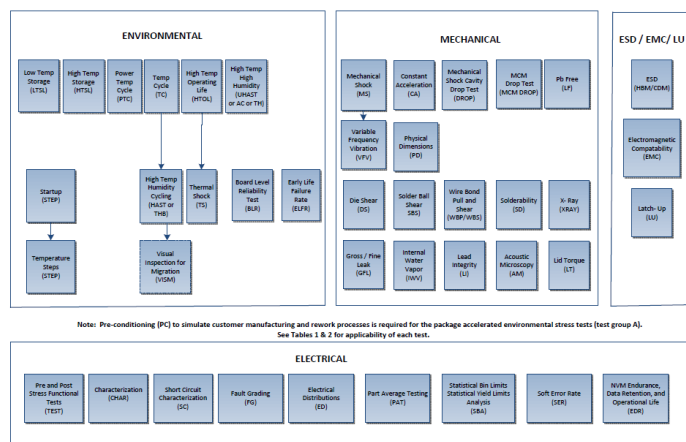 ENVIRONMENTAL
Low Temp
Storage
(LTSL)
High Temp
Storage
(HTSL)
Power
Temp
Cycle
(PTC)
Temp
Cycle
(TC)
High Temp
Operating
Life
(HTOL)
High Temp
High
Humidity
(UHAST
or AC or TH)
Startup
(STEP)
High Temp
Humidity
Cycling
(HAST or
THB)
Thermal
Shock
(TS)
Board Level
Reliability
Test
(BLR)
Early Life
Failure
Rate
(ELFR)
Temperature
Steps
(STEP)
Visual
Inspection for
Migration
(VISM)
MECHANICAL
Mechanical
Shock
(MS)
Constant
Acceleration
(CA)
Mechanical
Shock Cavity
Drop Test
(DROP)
MCM
Drop Test
(MCM DROP)
Pb Free
(LF)
Variable
Frequency
Vibration
(VFV)
Physical
Dimensions
(PD)
Die Shear
(DS)
Solder Ball
Shear
SBS)
Wire Bond
Pull and
Shear
(WBP/WBS)
Solderability
(SD)
X- Ray
(XRAY)
Gross / Fine
Leak
(GFL)
Internal
Water
Vapor
(IWV)
Lead
Integrity
(LI)
Acoustic
Microscopy
(AM)
Lid Torque
(LT)
ESD / EMC/ LU
ESD
(HBM/CDM)
Electromagnetic
Compatability
(EMC)
Latch- Up
(LU)
Note:  Pre-conditioning (PC) to simulate customer manufacturing and rework processes is required for the package accelerated environmental stress tests (test group A).
See Tables 1 & 2 for applicability of each test.
ELECTRICAL
Pre and Post
Stress Functional
Tests
(TEST)
Characterization
(CHAR)
Short Circuit
Characterization
(SC)
Fault Grading
(FG)
Electrical
Distributions
(ED)
Part Average Testing
(PAT)
Statistical Bin Limits
Statistical Yield Limits
Analysis
(SBA)
Soft Error Rate
(SER)
NVM Endurance,
Data Retention, and
Operational Life
(EDR)